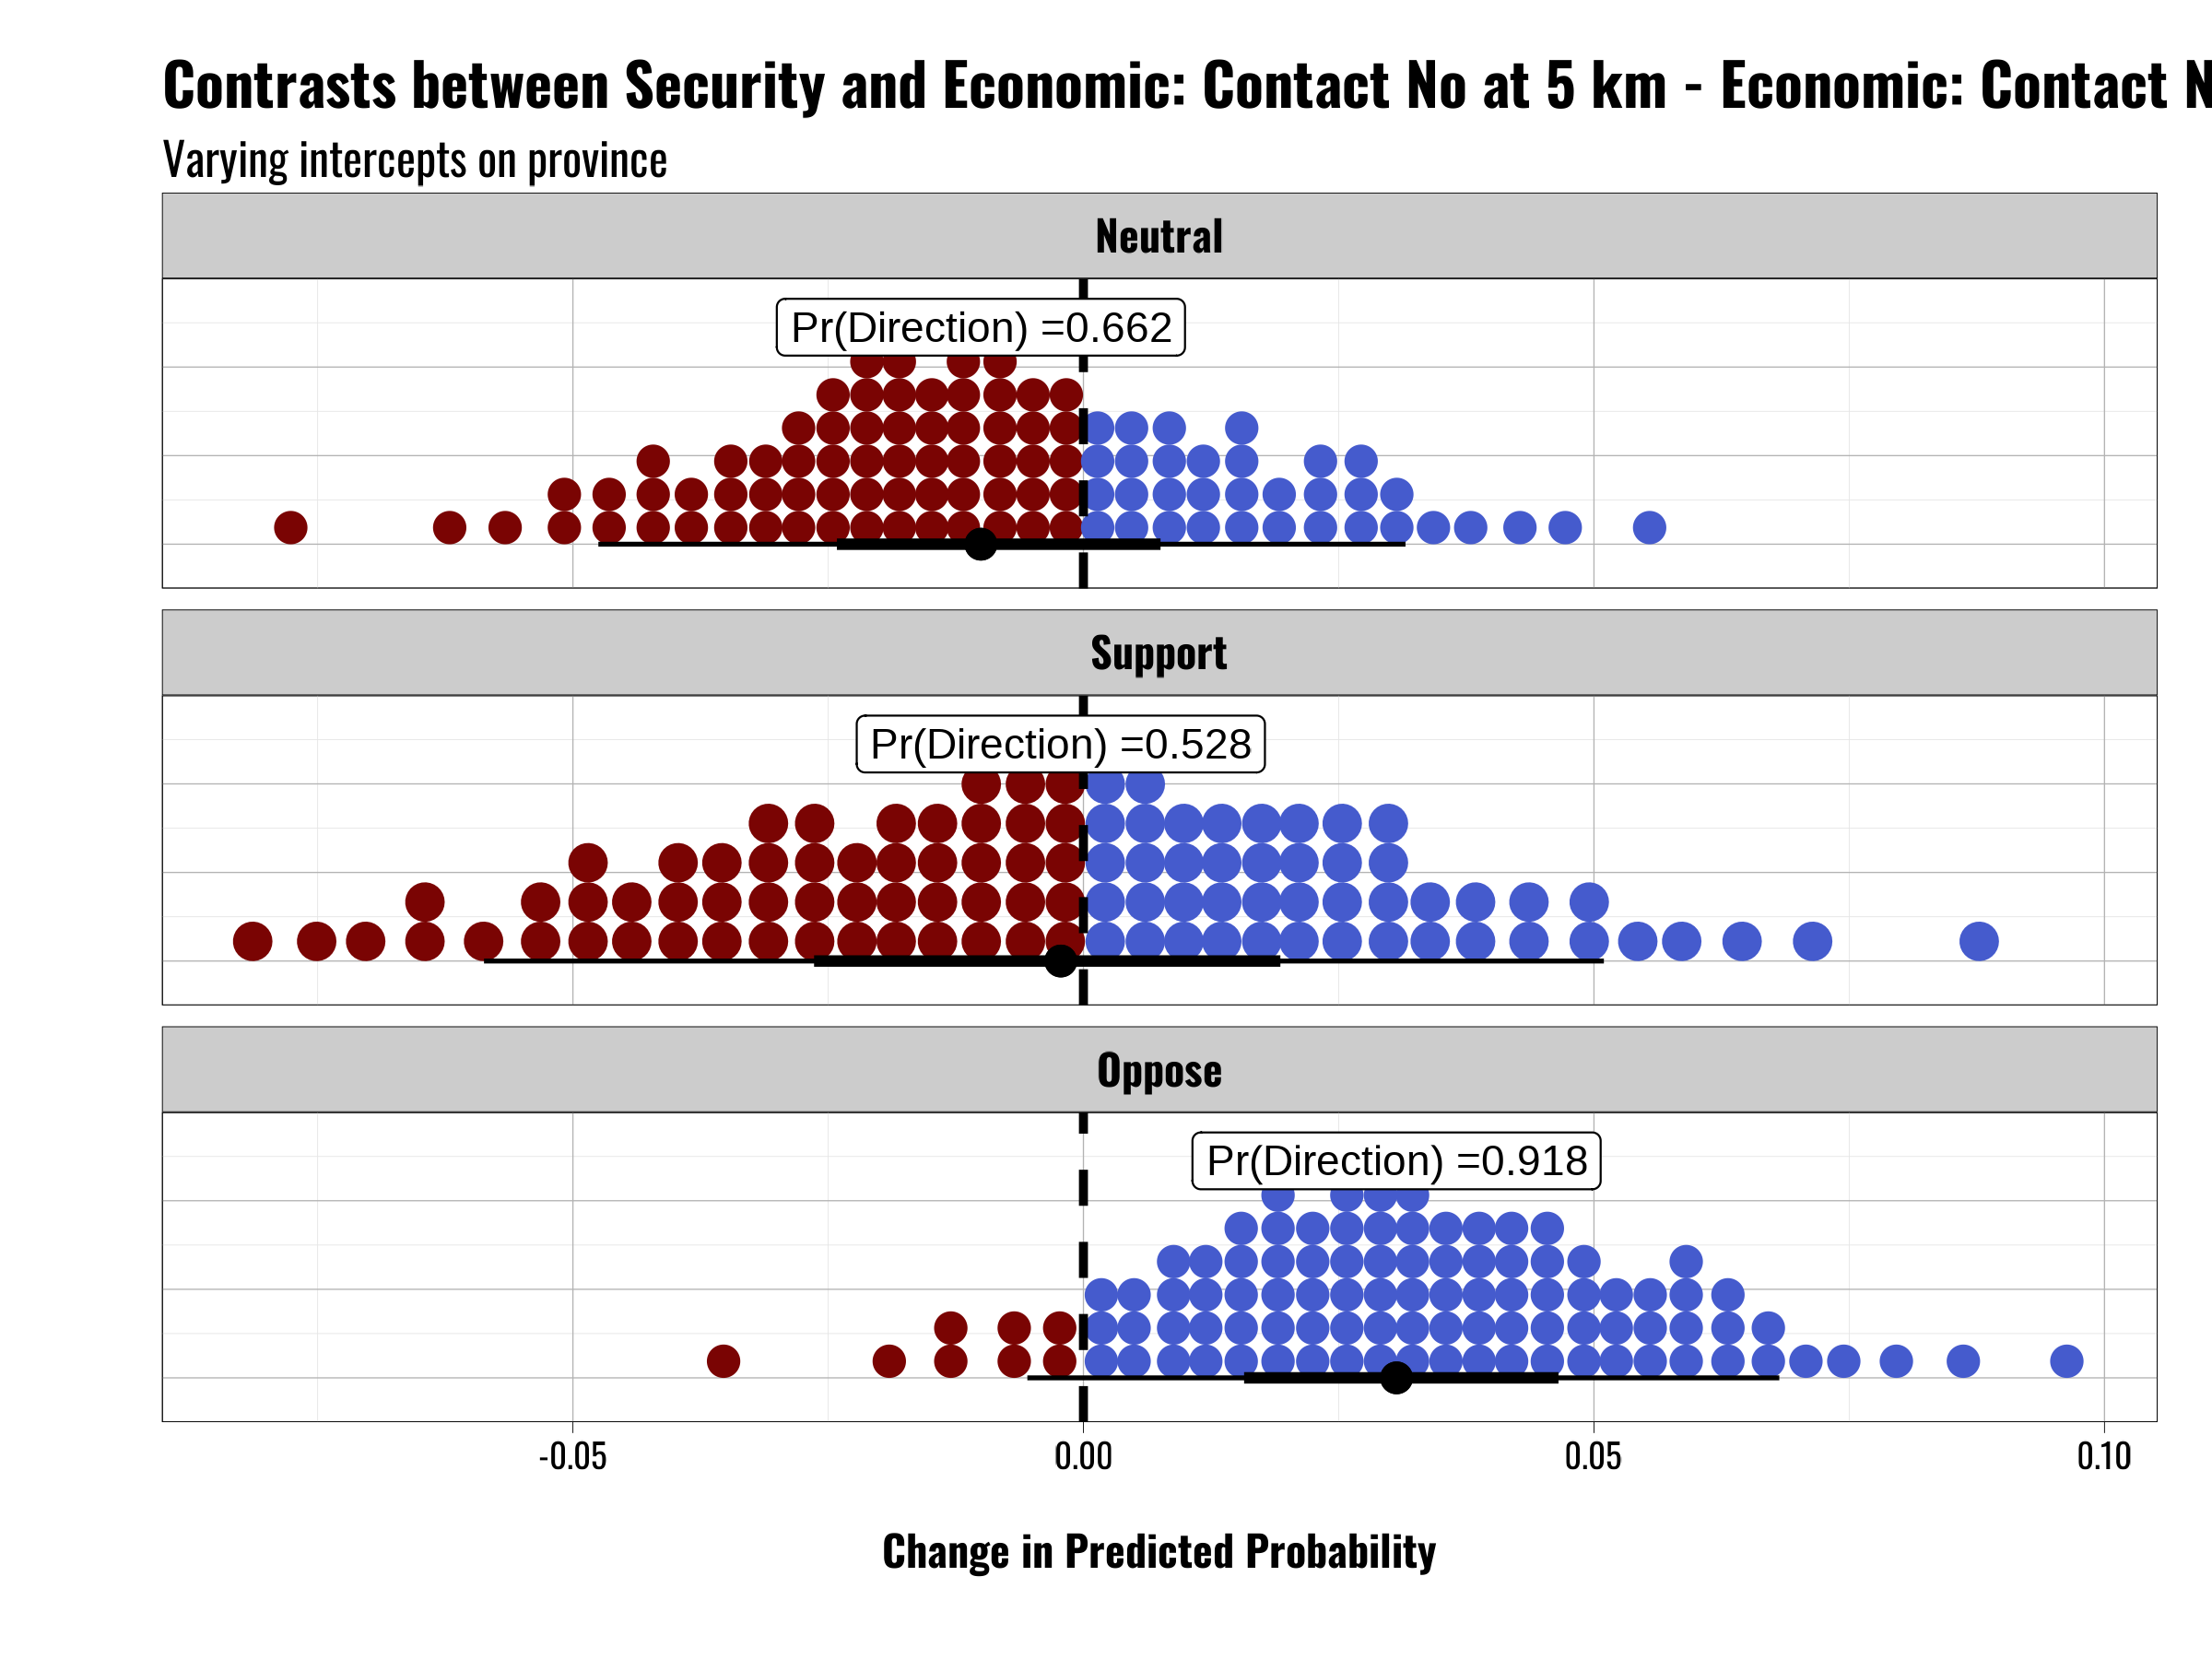 Contrasts between Security and Economic: Contact No at 5 km - Economic: Contact N
Varying intercepts on province
Neutral
Pr(Direction) =0.662
Support
Pr(Direction) =0.528
Oppose
Pr(Direction) =0.918
-0.05 0.00 0.05 0.10
Change in Predicted Probability